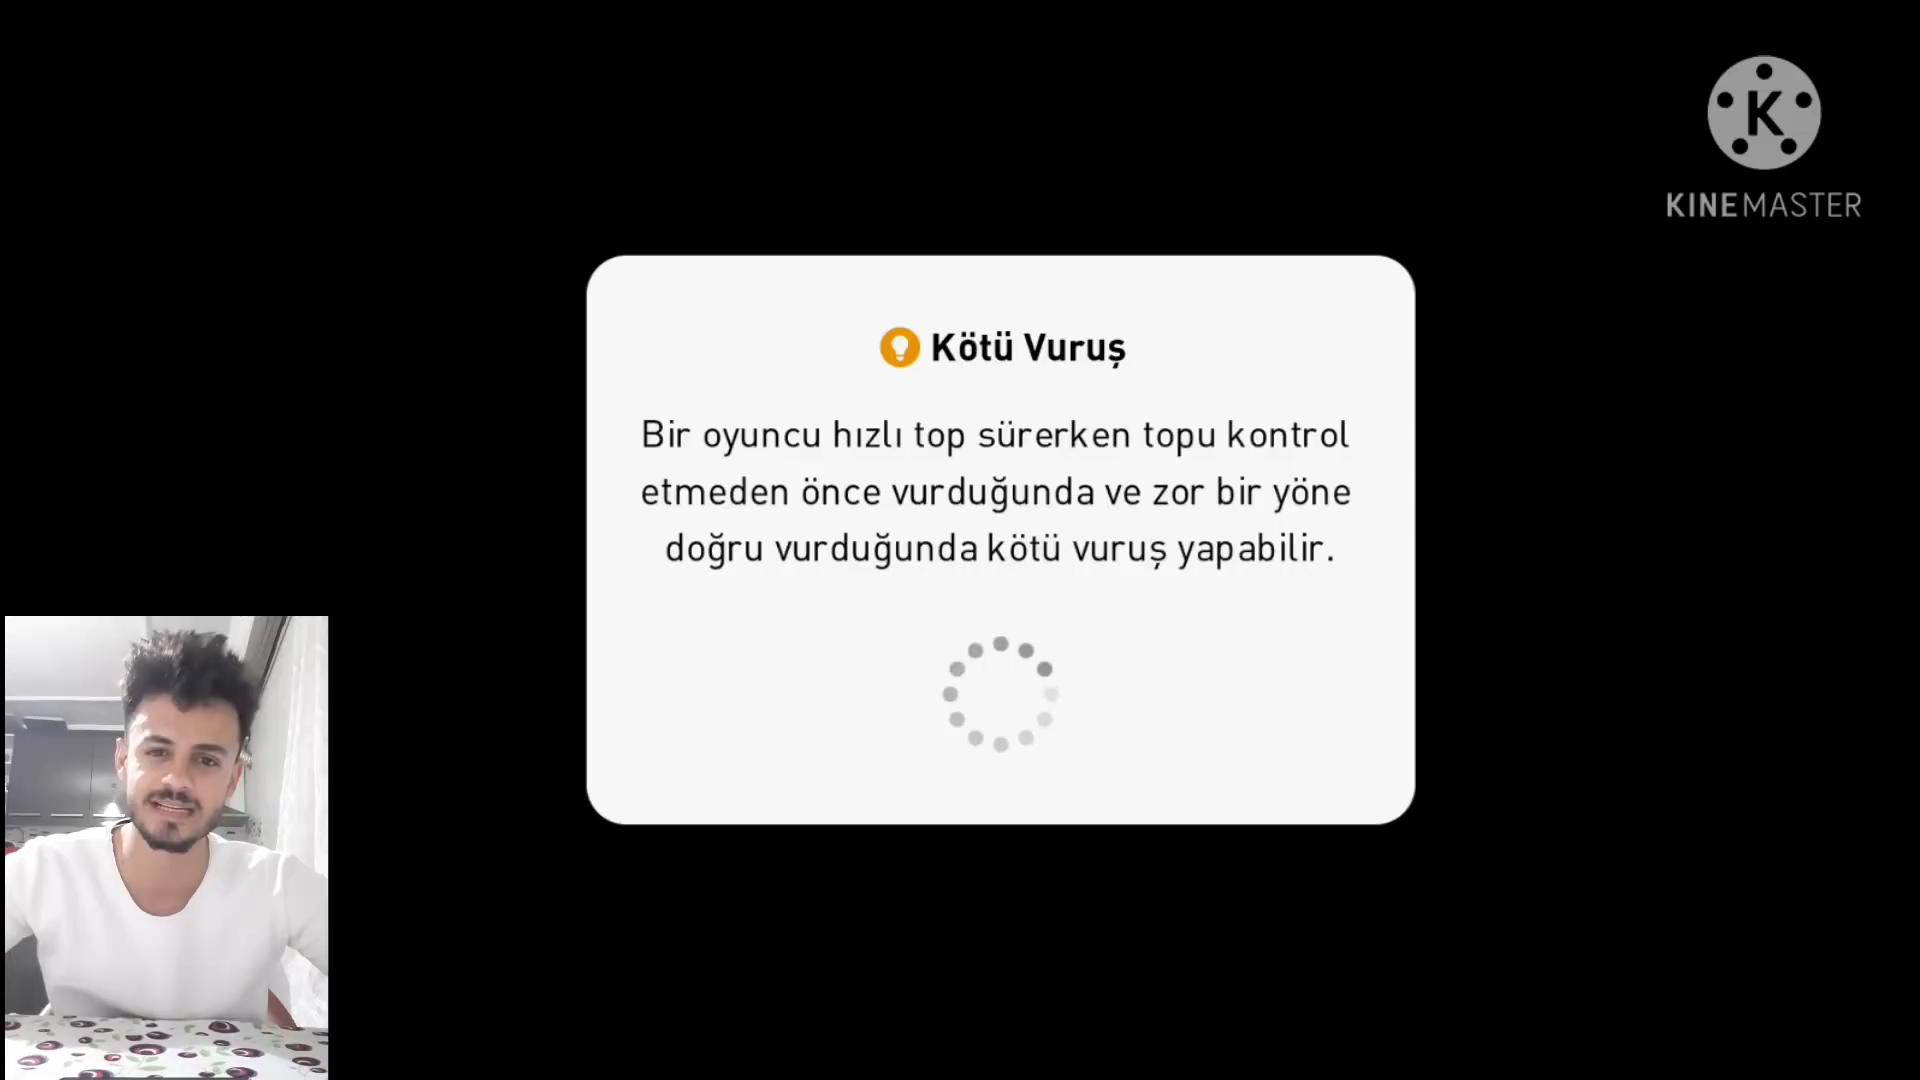 K
KINEMASTER
Kötü Vuruş
Bir oyuncu hızlı top sürerken topu kontrol
etmeden önce vurduğunda ve zor bir yöne
doğru vurduğunda kötü vuruş yapabilir.